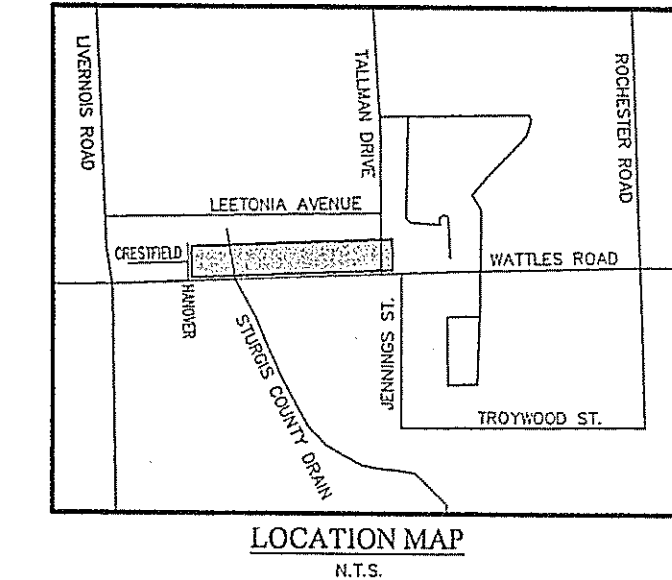 LIVERNOIS ROAD
TALLMAN DRIVE
ROCHESTER ROAD
LEETONIA AVENUE
CRESTFIELD
WATTLES ROAD
HANOVER
STURGIS COUNTY DRAIN
JENNINGS ST.
TROYWOOD ST.
LOCATION MAP
N.T.S.